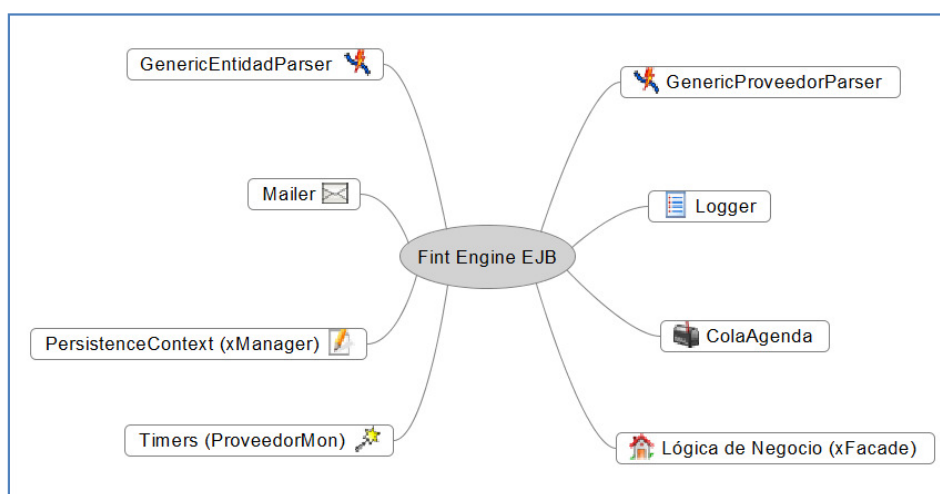 GenericEntidadParser
GenericProveedorParser
Mailer
Logger
Fint Engine EJB
PersistenceContext (xManager)
ColaAgenda
Timers (ProveedorMon)
Lógica de Negocio (xFacade)